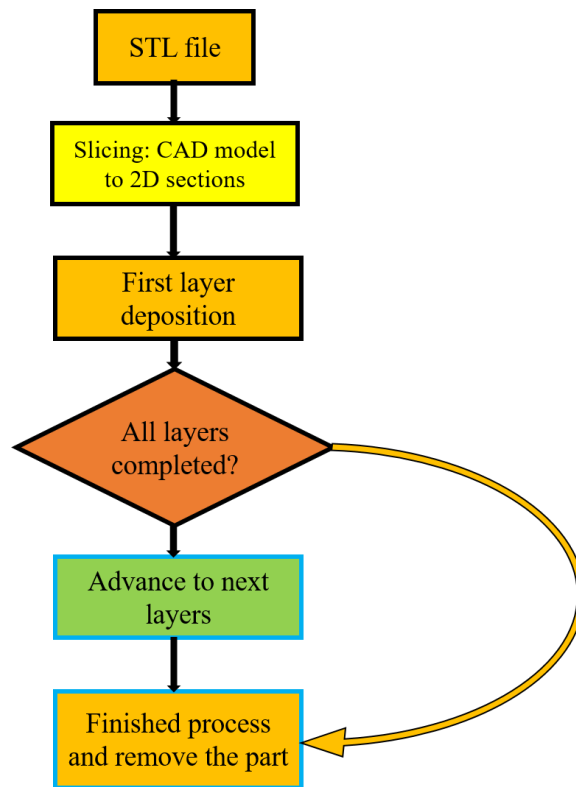 STL file
Slicing: CAD model
to 2D sections
First layer
deposition
All layers
completed?
Advance to next
layers
Finished process
and remove the part